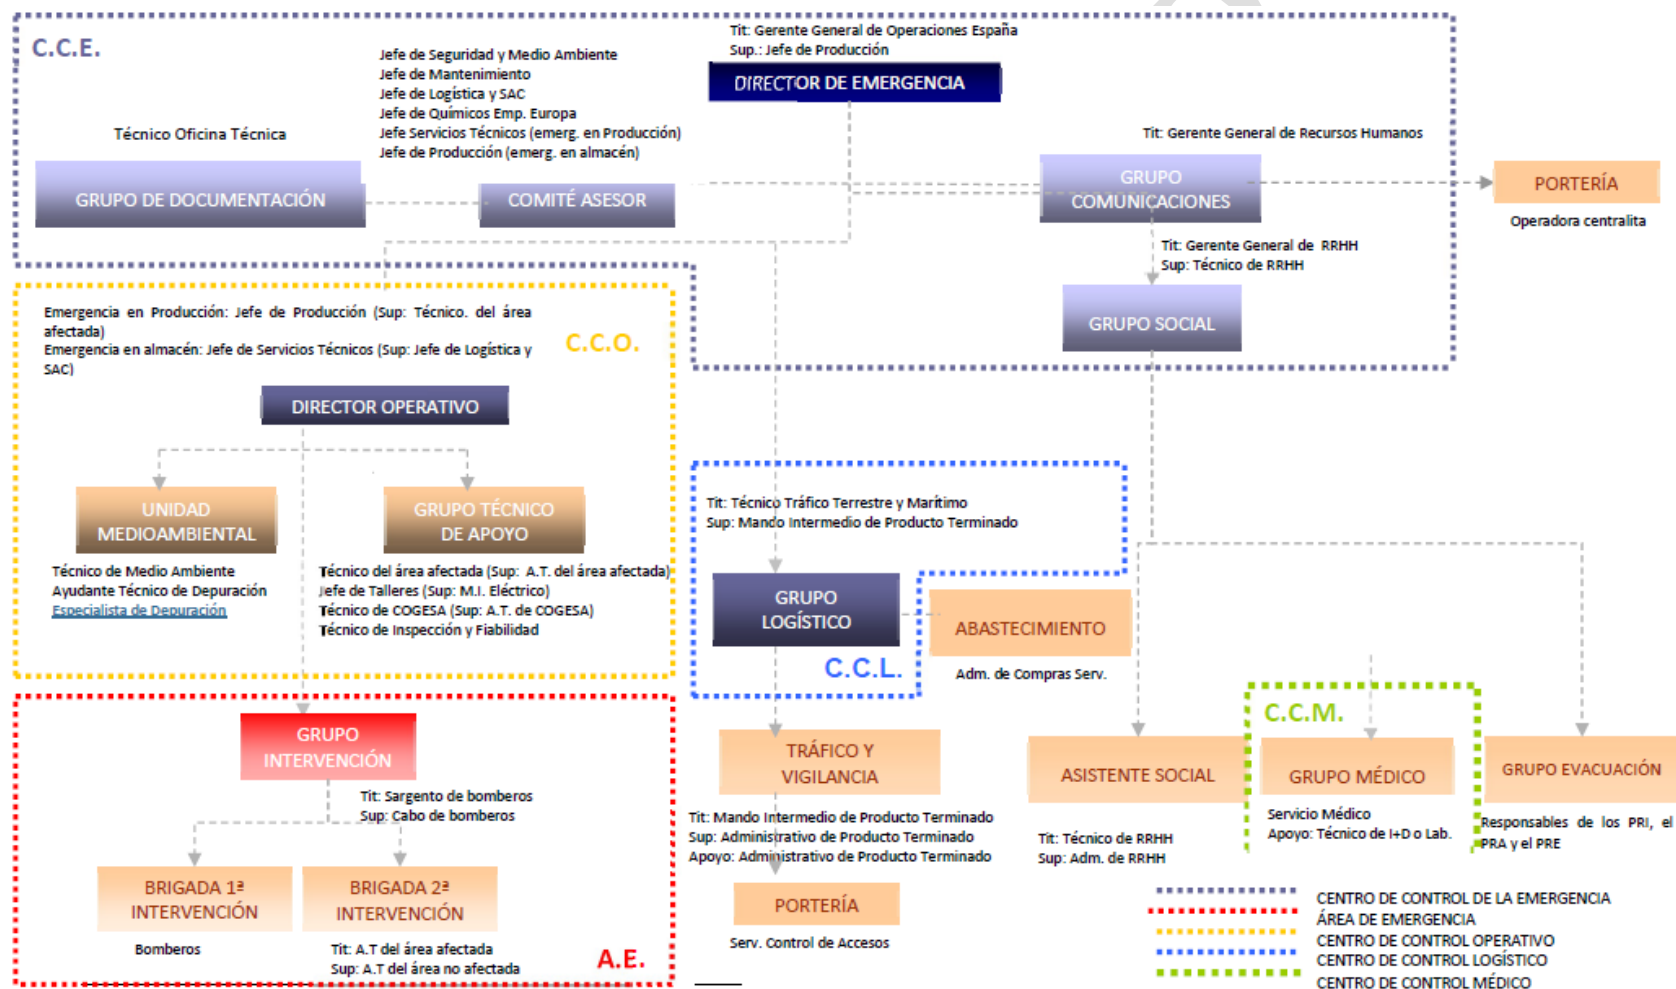 C.C.E.
Tit: Gerente General de Operaciones España
Sup.: Jefe de Producción
DIRECTOR DE EMERGENCIA
Jefe de Seguridad y Medio Ambiente
Jefe de Mantenimiento
Jefe de Logística y SAC
Jefe de Químicos Emp. Europa
Jefe Servicios Técnicos (emerg. en Producción)
Jefe de Producción (emerg. en almacén)
Técnico Oficina Técnica
GRUPO DE DOCUMENTACIÓN
COMITÉ ASESOR
Tit: Gerente General de Recursos Humanos
GRUPO
COMUNICACIONES
PORTERÍA
Operadora centralita
Tit: Gerente General de RRHH
Sup: Técnico de RRHH
GRUPO SOCIAL
Emergencia en Producción: Jefe de Producción (Sup: Técnico. del área
afectada)
Emergencia en almacén: Jefe de Servicios Técnicos (Sup: Jefe de Logística y
SAC)
C.C.O.
DIRECTOR OPERATIVO
UNIDAD
MEDIOAMBIENTAL
Técnico de Medio Ambiente
Ayudante Técnico de Depuración
Especialista de Depuración
GRUPO TÉCNICO
DE APOYO
Técnico del área afectada (Sup: A.T. del área afectada)
Jefe de Talleres (Sup: M.I. Eléctrico)
Técnico de COGESA (Sup: A.T. de COGESA)
Técnico de Inspección y Fiabilidad
Tit: Técnico Tráfico Terrestre y Marítimo
Sup: Mando Intermedio de Producto Terminado
GRUPO
LOGÍSTICO
C.C.L.
ABASTECIMIENTO
Adm. de Compras Serv.
GRUPO
INTERVENCIÓN
Tit: Sargento de bomberos
Sup: Cabo de bomberos
BRIGADA 1ª
INTERVENCIÓN
Bomberos
BRIGADA 2ª
INTERVENCIÓN
Tit: A.T del área afectada
Sup: A.T del área no afectada
A.E.
TRÁFICO Y
VIGILANCIA
Tit: Mando Intermedio de Producto Terminado
Sup: Administrativo de Producto Terminado
Apoyo: Administrativo de Producto Terminado
PORTERÍA
Serv. Control de Accesos
ASISTENTE SOCIAL
Tit: Técnico de RRHH
Sup: Adm. de RRHH
C.C.M.
GRUPO MÉDICO
Servicio Médico
Apoyo: Técnico de I+D o Lab.
GRUPO EVACUACIÓN
Responsables de los PRI, el
PRA y el PRE
CENTRO DE CONTROL DE LA EMERGENCIA
ÁREA DE EMERGENCIA
CENTRO DE CONTROL OPERATIVO
CENTRO DE CONTROL LOGÍSTICO
CENTRO DE CONTROL MÉDICO